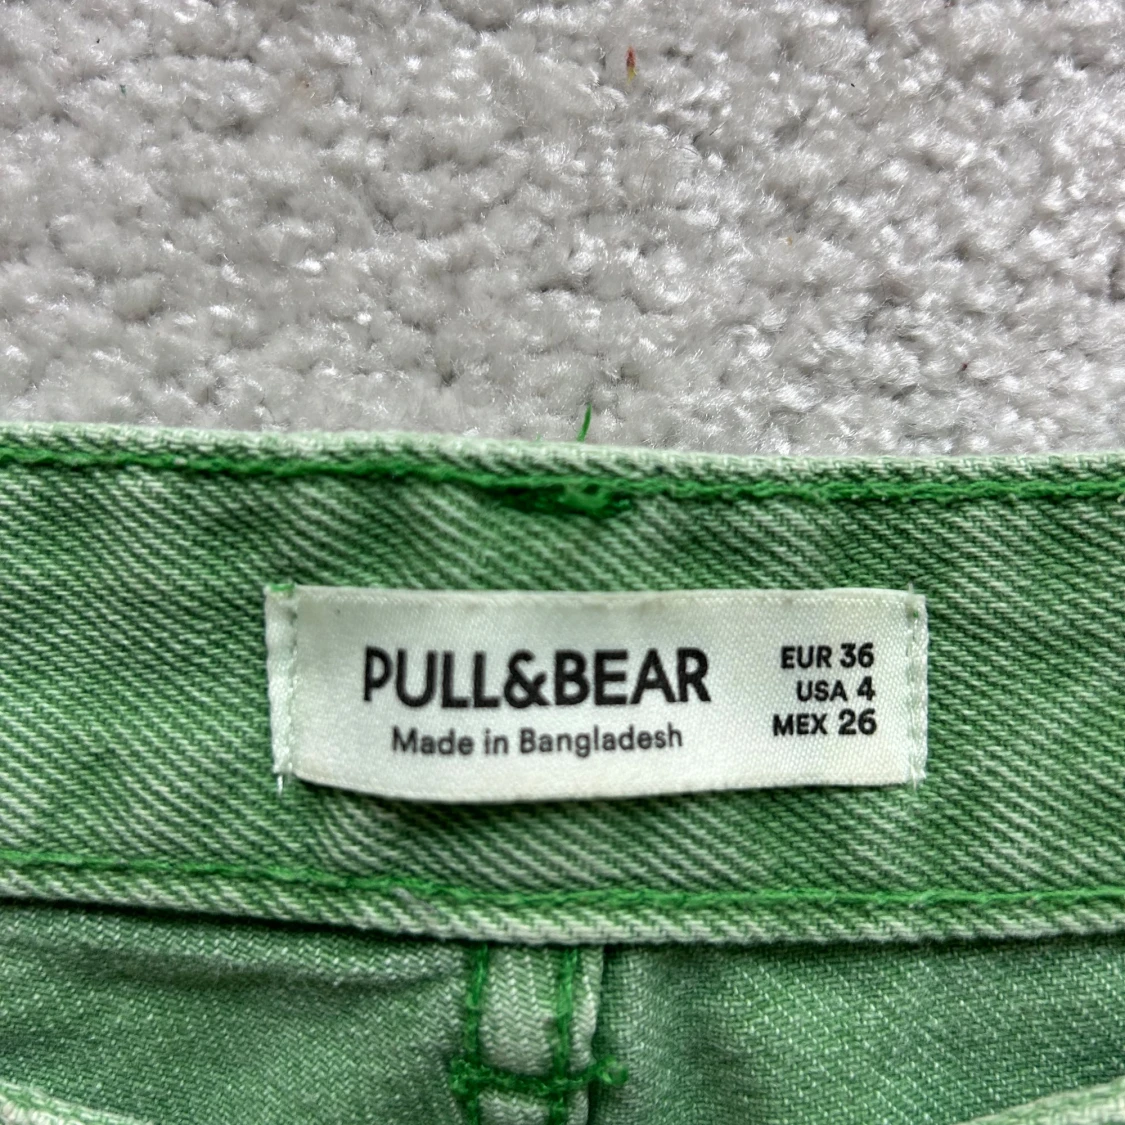 PULL&BEAR
Made in Bangladesh
EUR 36
USA 4
MEX 26